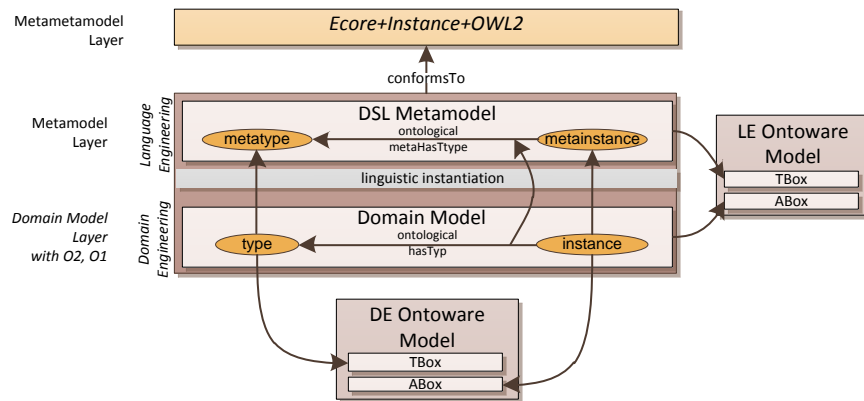 Metametamodel
Layer
Ecore+Instance+OWL2
conformsTo
Metamodel
Layer
Language
Engineering
DSL Metamodel
metatype
ontological
metaHasTtype
metainstance
linguistic instantiation
LE Ontoware
Model
TBox
ABox
Domain Model
Layer
with O2, O1
Domain
Engineering
Domain Model
type
ontological
hasTyp
instance
DE Ontoware
Model
TBox
ABox